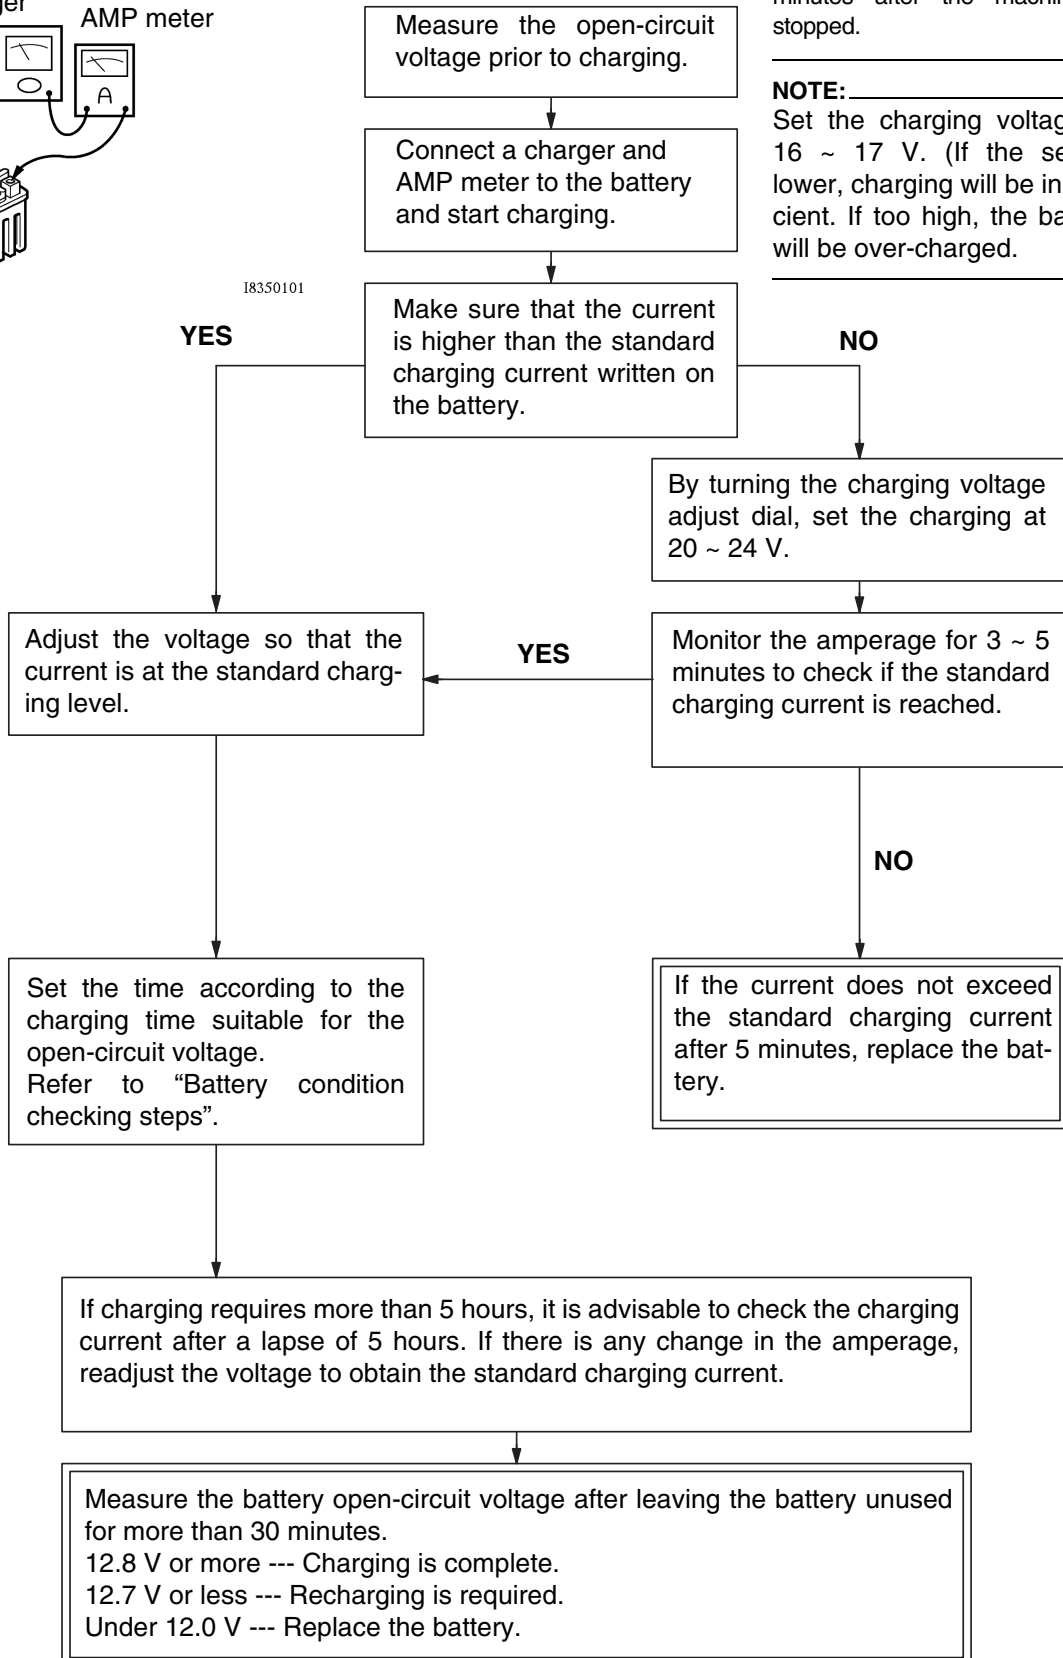 AMP meter
A
Measure the open-circuit
voltage prior to charging.
stopped.
NOTE:
Set the charging
16 ~ 17 V. (If the
lower, charging will be
cient. If too high, the
will be over-charged.
Connect a charger and
AMP meter to the battery
and start charging.
I8350101
Make sure that the current
is higher than the standard
charging current written on
the battery.
YES
NO
By turning the charging voltage
adjust dial, set the charging at
20 ~ 24 V.
Adjust the voltage so that the
current is at the standard charg-
ing level.
YES
Monitor the amperage for 3 ~ 5
minutes to check if the standard
charging current is reached.
NO
Set the time according to the
charging time suitable for the
open-circuit voltage.
Refer to “Battery condition
checking steps”.
If the current does not exceed
the standard charging current
after 5 minutes, replace the bat-
tery.
If charging requires more than 5 hours, it is advisable to check the charging
current after a lapse of 5 hours. If there is any change in the amperage,
readjust the voltage to obtain the standard charging current.
Measure the battery open-circuit voltage after leaving the battery unused
for more than 30 minutes.
12.8 V or more --- Charging is complete.
12.7 V or less --- Recharging is required.
Under 12.0 V --- Replace the battery.